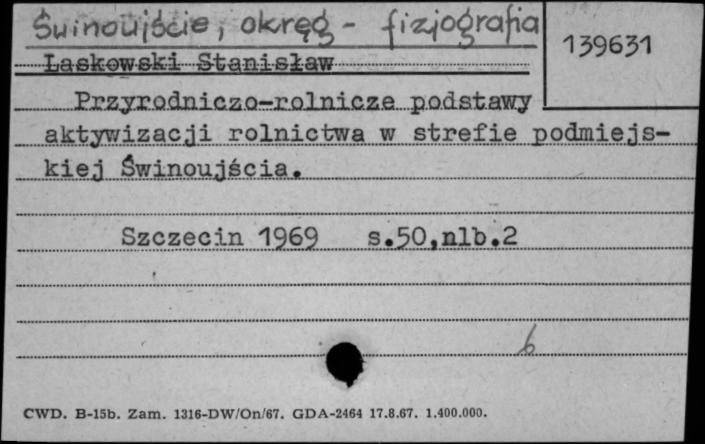 Świnoujście, okręg - fizjografia
139631
Laskowski Stanisław
Przyrodniczo-rolnicze podstawy
aktywizacji rolnictwa w strefie podmiejs-
kiej Świnoujścia.
Szczecin 1969 s.50,nlb.2
6
CWD. B-15b. Zam. 1316-DW/On/67. GDA-2464 17.8.67. 1.400.000.